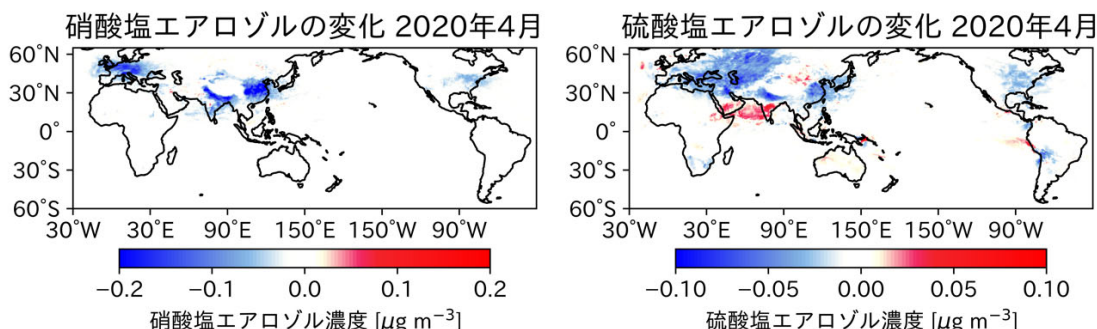 硝酸塩エアロゾルの変化 2020年4月
60°N
30°N
0°
30°S
60°S
30°W
30°E
90°E
150°E
150°W
90°W
−0.2
−0.1
0.0
0.1
0.2
硝酸塩エアロゾル濃度 [μg m⁻³]
硫酸塩エアロゾルの変化 2020年4月
60°N
30°N
0°
30°S
60°S
30°W
30°E
90°E
150°E
150°W
90°W
−0.10
−0.05
0.00
0.05
0.10
硫酸塩エアロゾル濃度 [μg m⁻³]